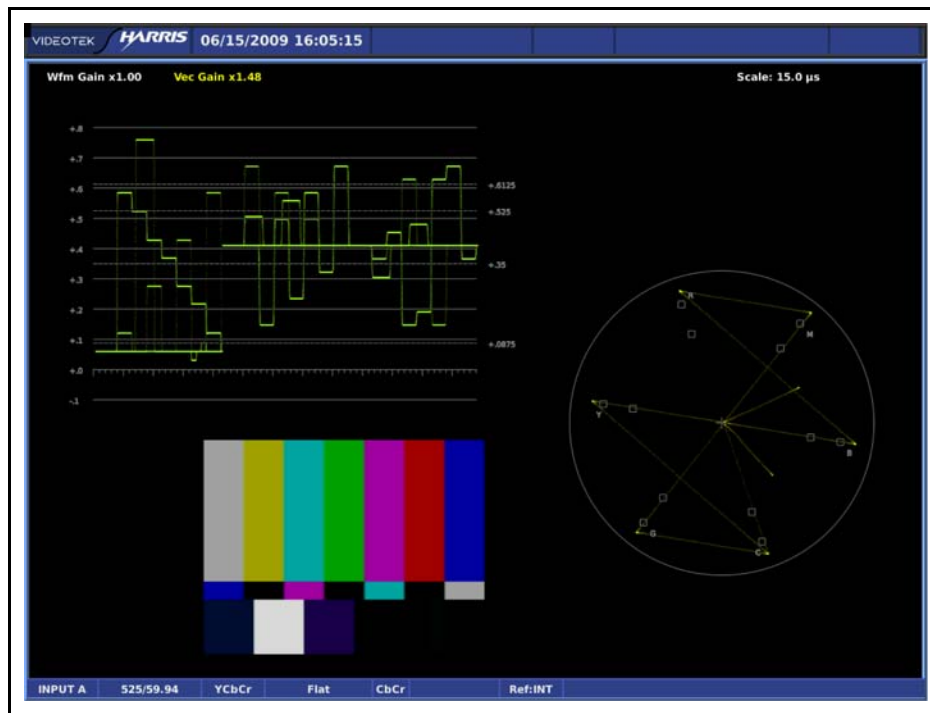 VIDEOTEK HARRIS 06/15/2009 16:05:15
Wfm Gain x1.00 Vec Gain x1.48 Scale: 15.0 µs
+.8
+.7
+.6
+.6125
+.525
+.5
+.4
+.35
+.3
+.2
+.1
+.0875
+.0
-.1
R
M
Y
B
G
C
INPUT A 525/59.94 YCbCr Flat CbCr Ref:INT